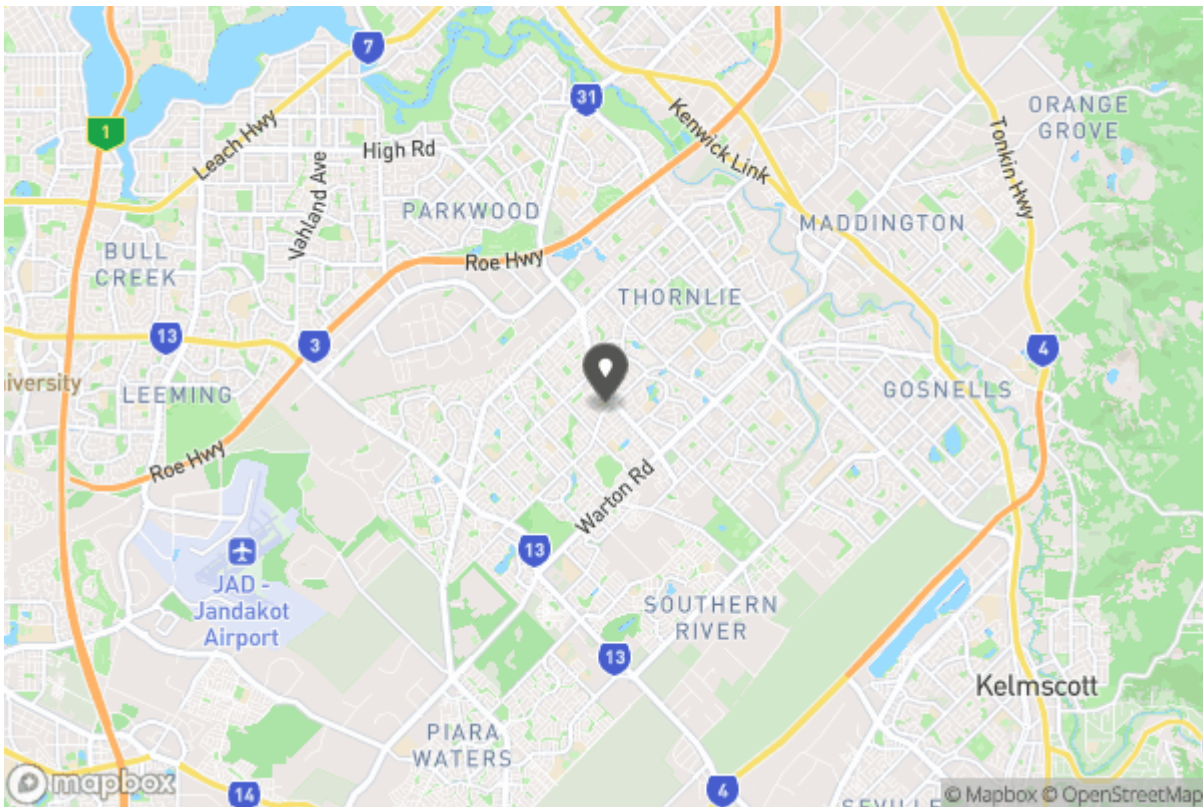 7
31
ORANGE
GROVE
1
Leach Hwy
High Rd
Kenwick Link
Tonkin Hwy
Vahland Ave
PARKWOOD
MADDINGTON
BULL
CREEK
Roe Hwy
THORNLIE
13
3
4
iversity
LEEMING
GOSNELLS
Roe Hwy
Warton Rd
13
JAD -
Jandakot
Airport
SOUTHERN
RIVER
13
Kelmscott
PIARA
WATERS
mapbox
14
4
© Mapbox © OpenStreetMap